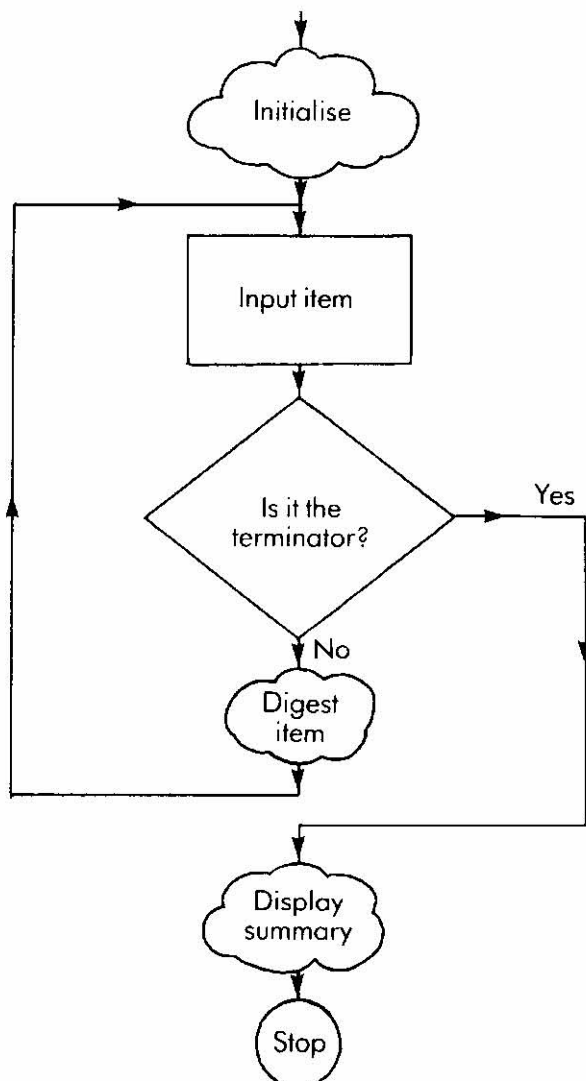 Initialise
Input item
Is it the
terminator?
Yes
No
Digest
item
Display
summary
Stop